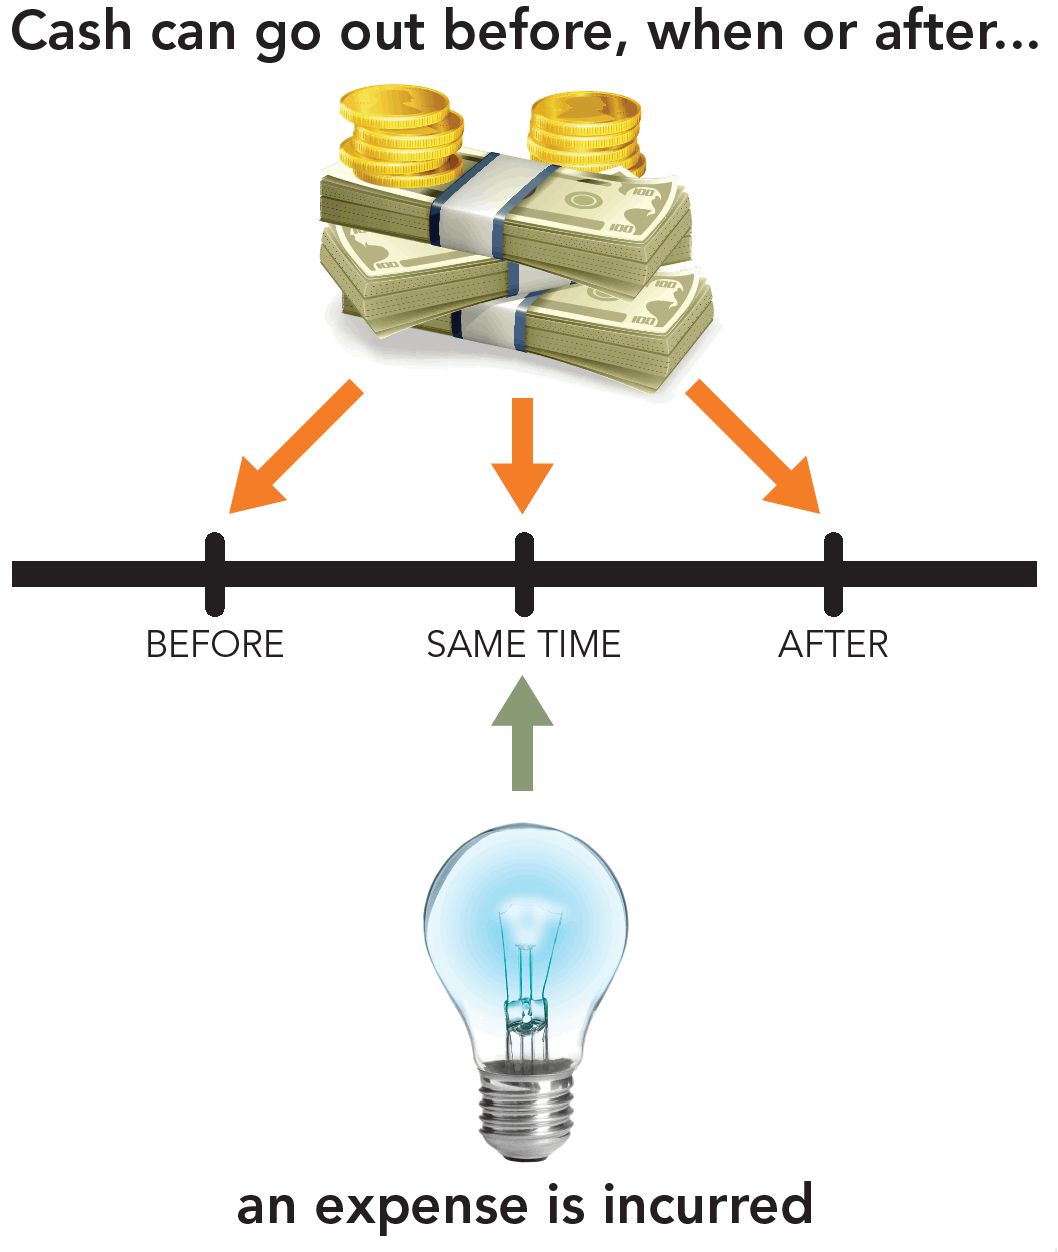 Cash can go out before, when or after...
100
100
100
100
100
BEFORE
SAME TIME
AFTER
an expense is incurred